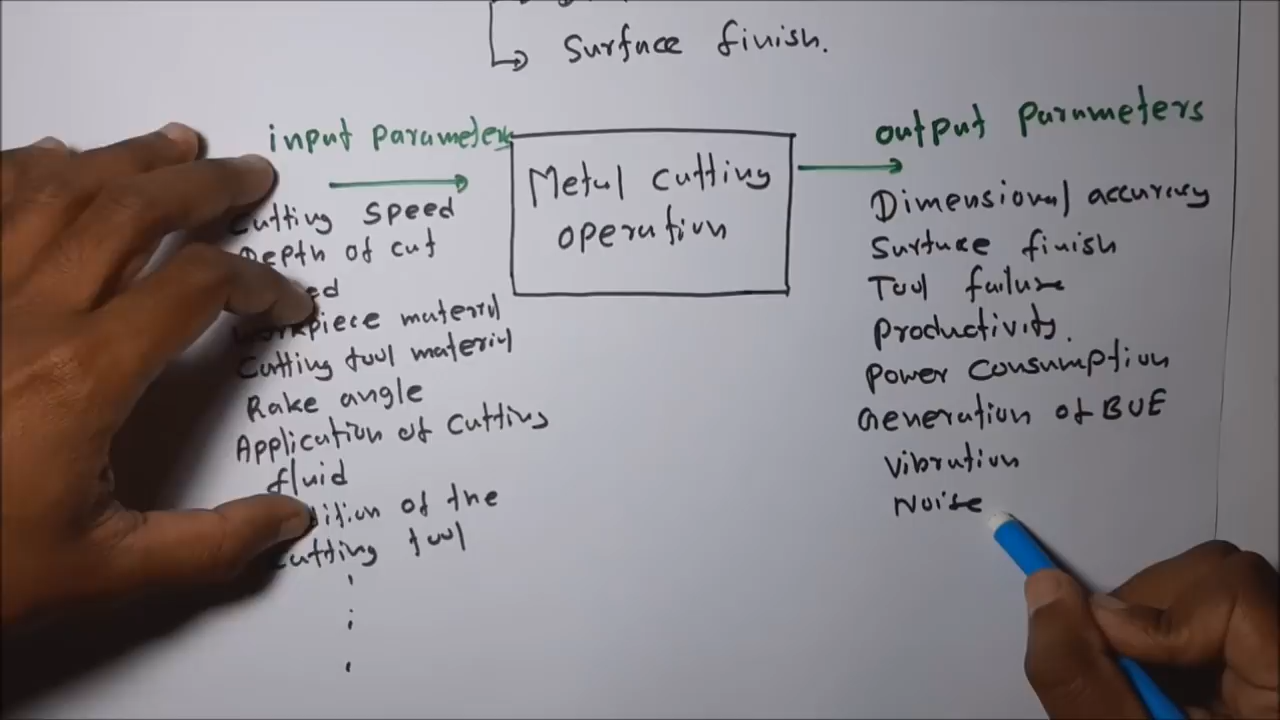 Surface finish.
input parameters
Metal cutting
operation
output parameters
Cutting speed
Depth of cut
workpiece material
Cutting tool material
Rake angle
Application of cutting
fluid
of the
cutting tool
Dimensional accuracy
Surface finish
Tool failure
productivity.
power consumption
Generation of BUE
vibration
Noise